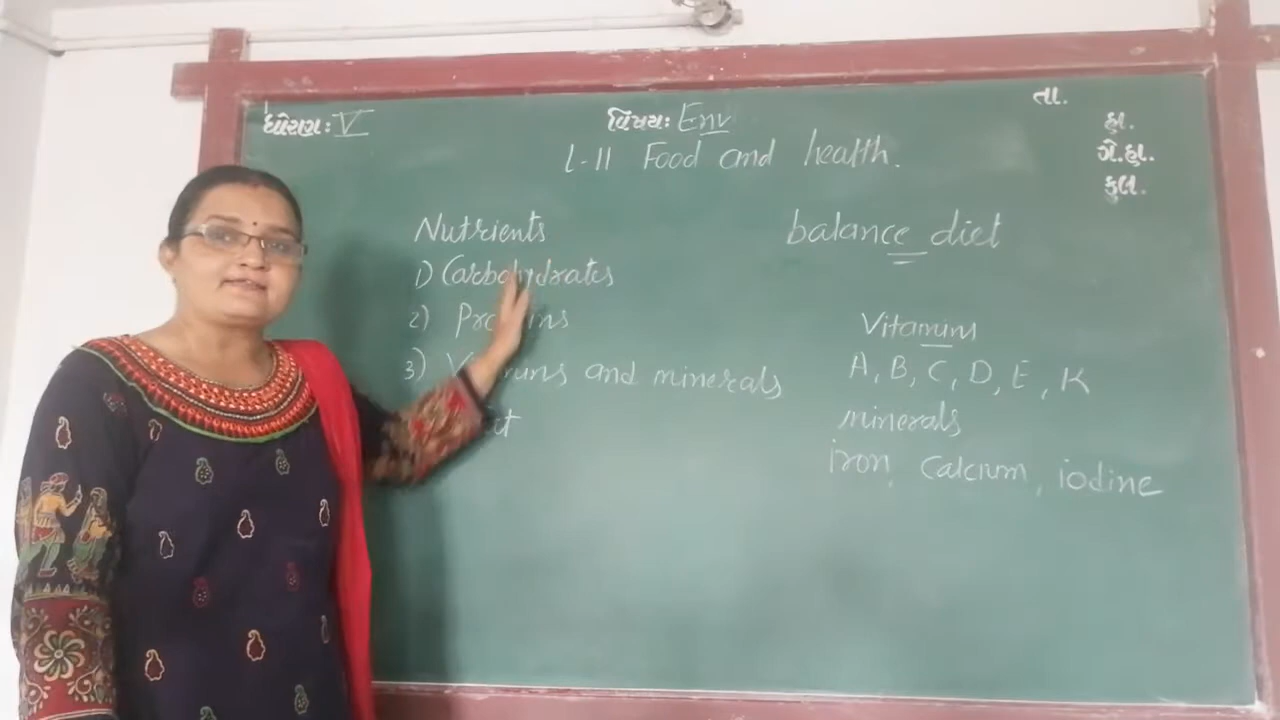 ધોરણ: V
વિષય: Env
તા.
હા.
ગે.હા.
કુલ.
L-11 Food and health.
Nutrients
1) Carbohydrates
2)
3) and minerals
balance diet
Vitamins
A, B, C, D, E, K
minerals
iron, Calcium, iodine